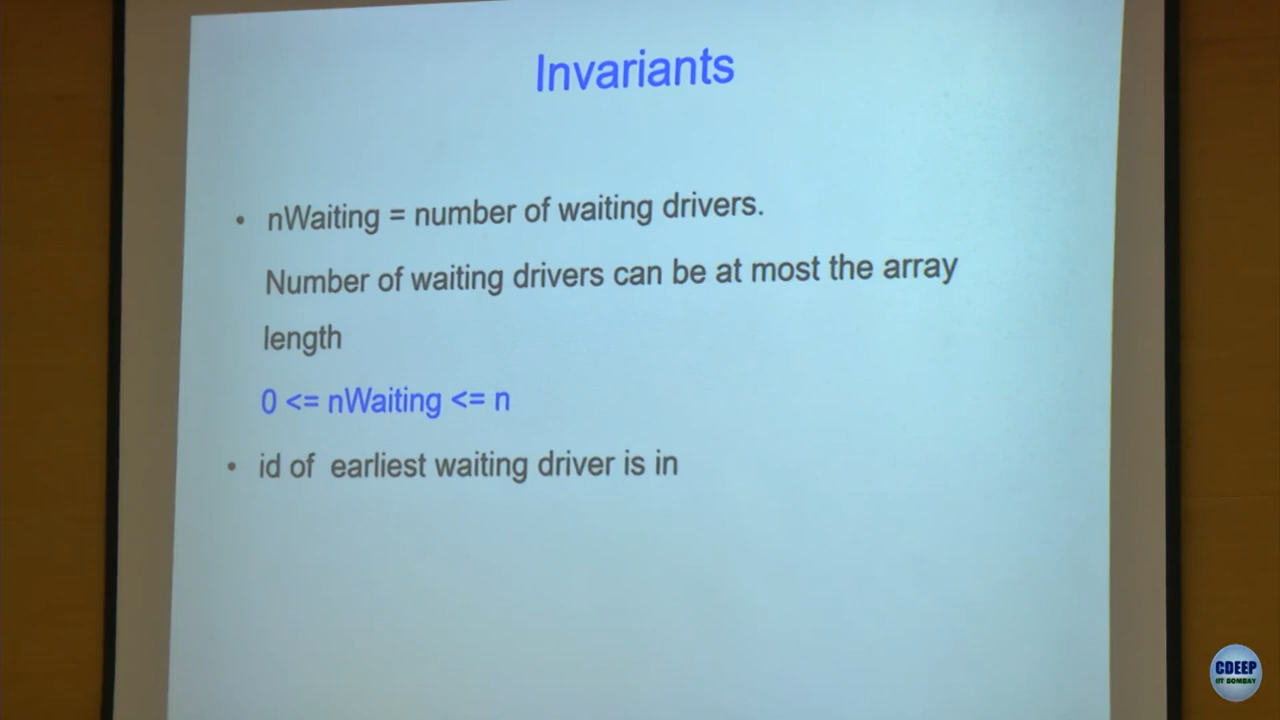 Invariants
• nWaiting = number of waiting drivers.
Number of waiting drivers can be at most the array
length
0 <= nWaiting <= n
• id of earliest waiting driver is in
CDEEP
IIT BOMBAY